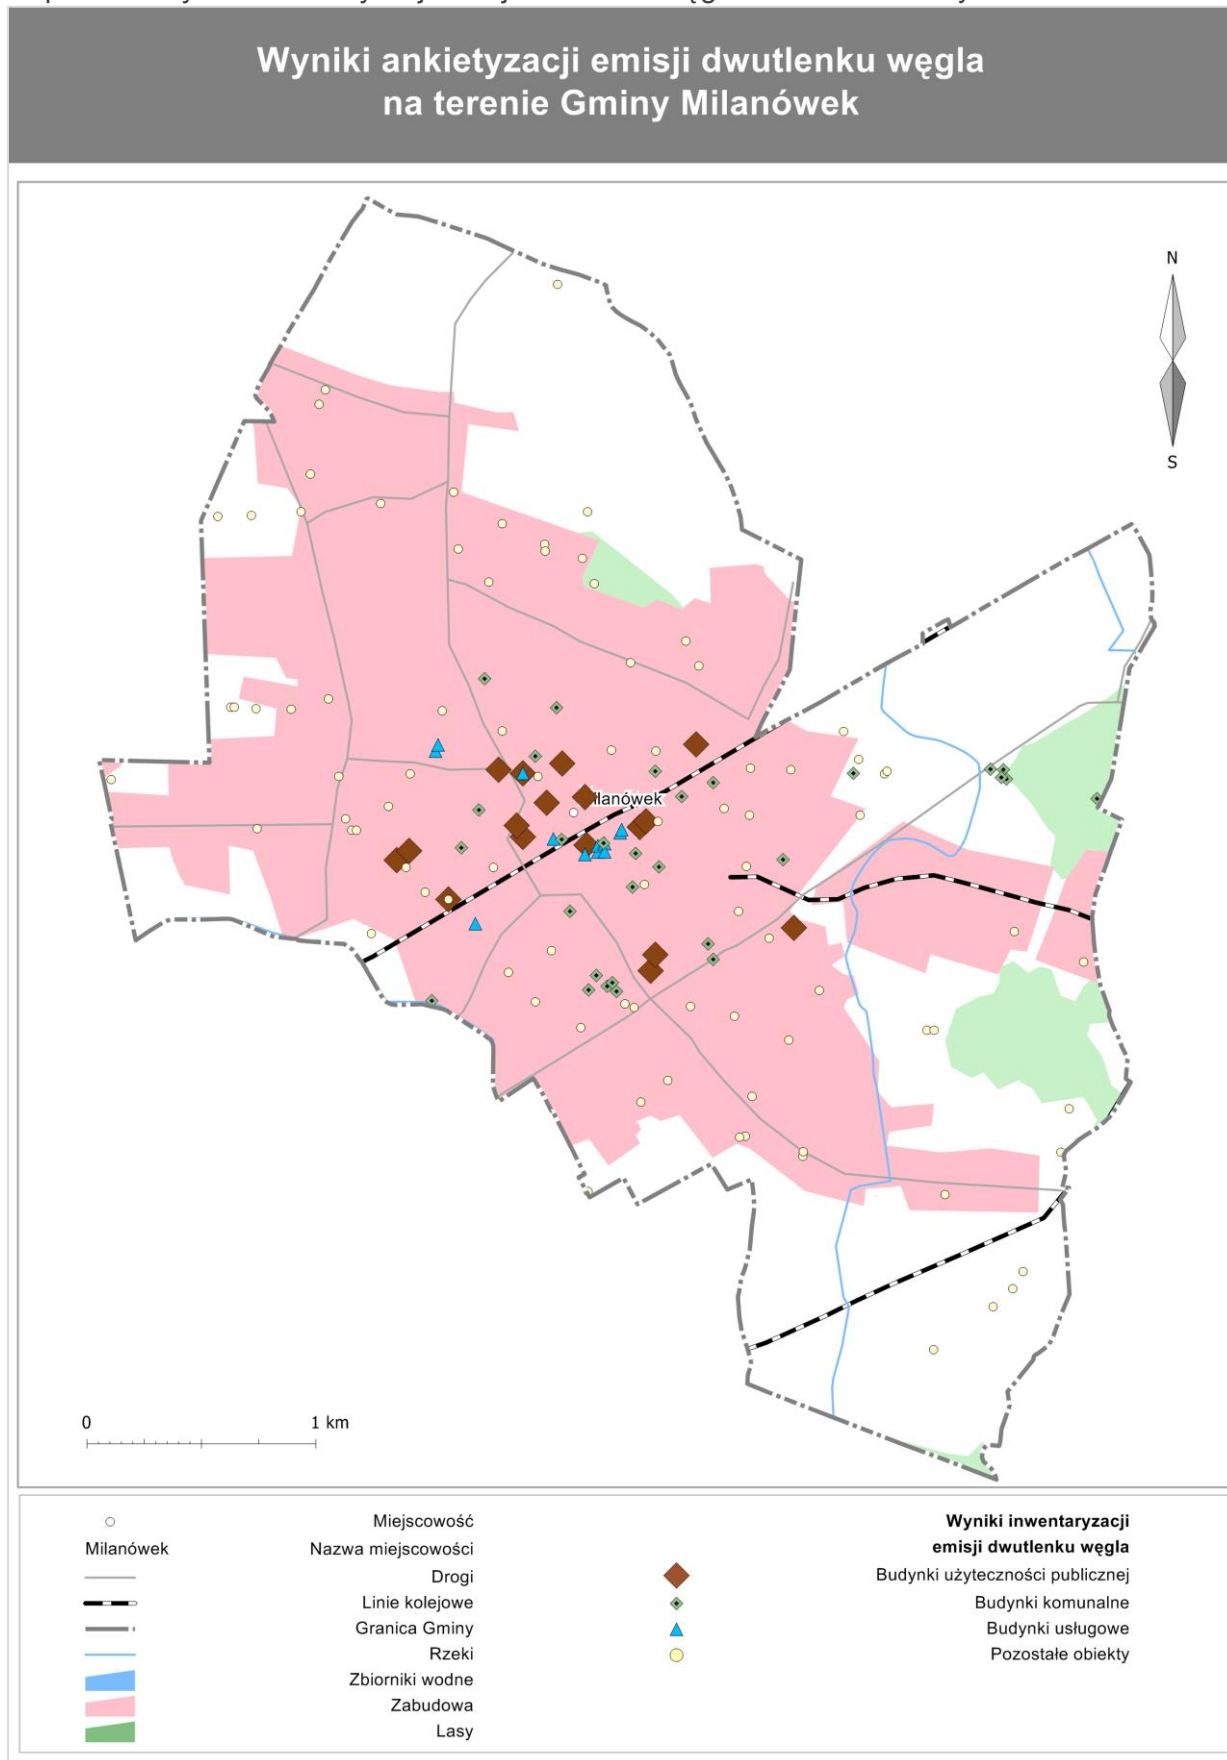 Wyniki ankietyzacji emisji dwutlenku węgla
na terenie Gminy Milanówek
N
S
0 1 km
Miejscowość
Milanówek Nazwa miejscowości
Drogi
Linie kolejowe
Granica Gminy
Rzeki
Zbiorniki wodne
Zabudowa
Lasy
Wyniki inwentaryzacji
emisji dwutlenku węgla
Budynki użyteczności publicznej
Budynki komunalne
Budynki usługowe
Pozostałe obiekty